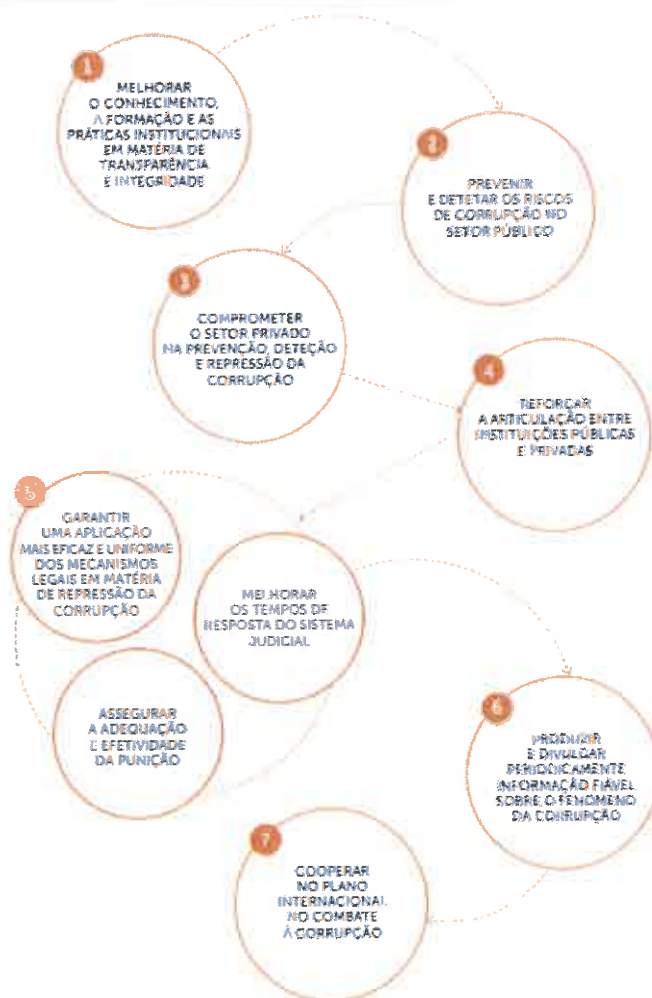 1
MELHORAR
O CONHECIMENTO,
A FORMAÇÃO E AS
PRÁTICAS INSTITUCIONAIS
EM MATÉRIA DE
TRANSPARÊNCIA
E INTEGRIDADE
2
PREVENIR
E DETETAR OS RISCOS
DE CORRUPÇÃO NO
SETOR PÚBLICO
3
COMPROMETER
O SETOR PRIVADO
NA PREVENÇÃO, DETEÇÃO
E REPRESSÃO DA
CORRUPÇÃO
4
REFORÇAR
A ARTICULAÇÃO ENTRE
INSTITUIÇÕES PÚBLICAS
E PRIVADAS
5
GARANTIR
UMA APLICAÇÃO
MAIS EFICAZ E UNIFORME
DOS MECANISMOS
LEGAIS EM MATÉRIA
DE REPRESSÃO DA
CORRUPÇÃO
MELHORAR
OS TEMPOS DE
RESPOSTA DO SISTEMA
JUDICIAL
ASSEGURAR
A ADEQUAÇÃO
E EFETIVIDADE
DA PUNIÇÃO
6
PRODUZIR
E DIVULGAR
PERIODICAMENTE
INFORMAÇÃO FIÁVEL
SOBRE O FENÓMENO
DA CORRUPÇÃO
7
COOPERAR
NO PLANO
INTERNACIONAL
NO COMBATE
À CORRUPÇÃO